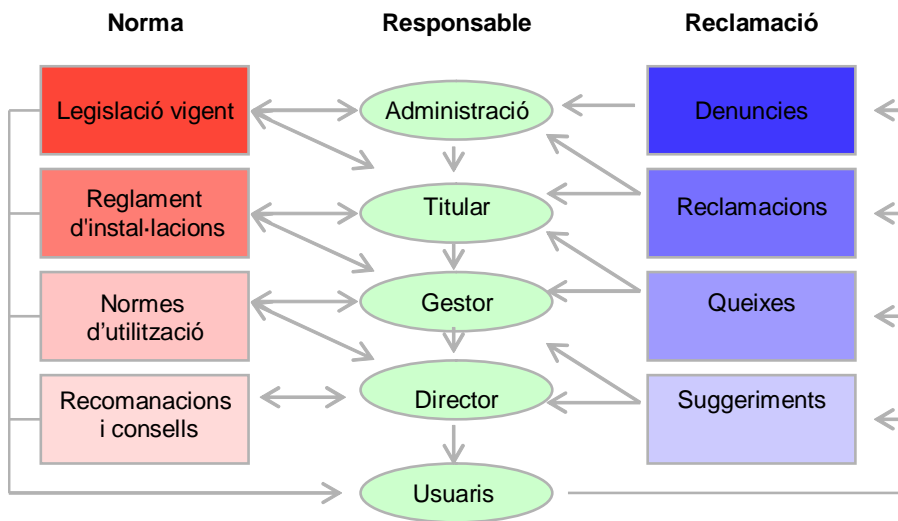 Norma
Responsable
Reclamació
Legislació vigent
Administració
Denuncies
Reglament
d'instal·lacions
Titular
Reclamacions
Normes
d’utilització
Gestor
Queixes
Recomanacions
i consells
Director
Suggeriments
Usuaris